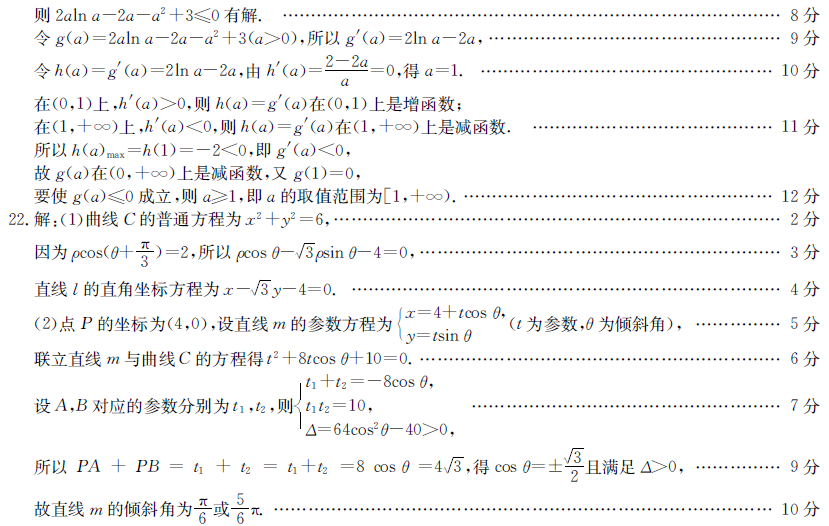 则 2aln a－2a－a²＋3⩽0 有解. …… 8 分
令 g(a)＝2aln a－2a－a²＋3(a＞0),所以 g′(a)＝2ln a－2a, …… 9 分
令 h(a)＝g′(a)＝2ln a－2a,由 h′(a)＝(2－2a)/a＝0,得 a＝1. …… 10 分
在(0,1)上,h′(a)＞0,则 h(a)＝g′(a)在(0,1)上是增函数;
在(1,＋∞)上,h′(a)＜0,则 h(a)＝g′(a)在(1,＋∞)上是减函数. …… 11 分
所以 h(a)max＝h(1)＝－2＜0,即 g′(a)＜0,
故 g(a)在(0,＋∞)上是减函数,又 g(1)＝0,
要使 g(a)⩽0 成立,则 a⩾1,即 a 的取值范围为[1,＋∞). …… 12 分
22.解:(1)曲线 C 的普通方程为 x²＋y²＝6, …… 2 分
因为 ρcos(θ＋π/3)＝2,所以 ρcos θ－√3ρsin θ－4＝0, …… 3 分
直线 l 的直角坐标方程为 x－√3y－4＝0. …… 4 分
(2)点 P 的坐标为(4,0),设直线 m 的参数方程为{x＝4＋tcos θ, y＝tsin θ (t 为参数,θ 为倾斜角), …… 5 分
联立直线 m 与曲线 C 的方程得 t²＋8tcos θ＋10＝0. …… 6 分
设 A,B 对应的参数分别为 t₁,t₂,则{t₁＋t₂＝－8cos θ, t₁t₂＝10, Δ＝64cos²θ－40＞0, …… 7 分
所以 PA ＋ PB ＝ t₁ ＋ t₂ ＝ t₁＋t₂ ＝8 cos θ ＝4√3,得 cos θ＝±√3/2 且满足 Δ＞0, …… 9 分
故直线 m 的倾斜角为 π/6 或 5/6 π. …… 10 分